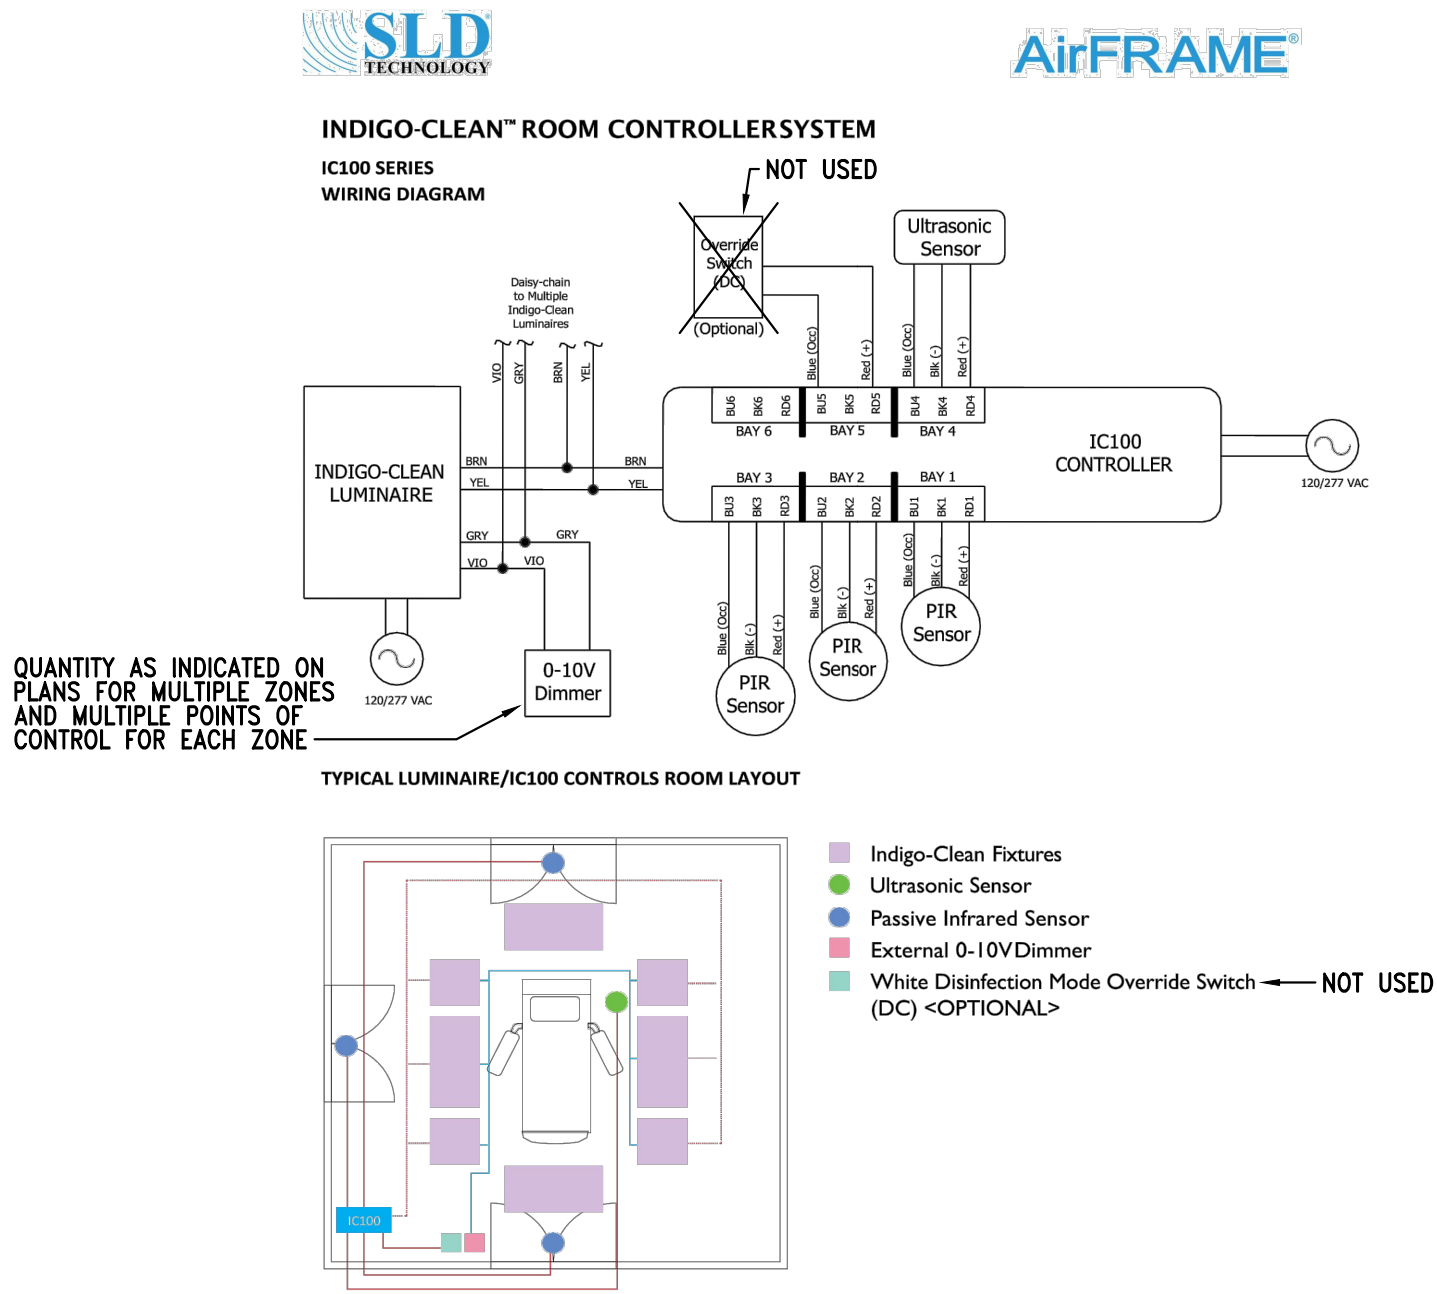 SLD®
TECHNOLOGY
AirFRAME®
INDIGO-CLEAN™ ROOM CONTROLLER SYSTEM
IC100 SERIES
WIRING DIAGRAM
NOT USED
Override
Switch
(DC)
(Optional)
Ultrasonic
Sensor
Daisy-chain
to Multiple
Indigo-Clean
Luminaires
VIO
GRY
BRN
YEL
Blue (Occ)
Red (+)
Blue (Occ)
Blk (-)
Red (+)
BU6
BK6
RD6
BU5
BK5
RD5
BU4
BK4
RD4
BAY 6
BAY 5
BAY 4
INDIGO-CLEAN
LUMINAIRE
BRN
BRN
YEL
YEL
GRY
GRY
VIO
VIO
IC100
CONTROLLER
120/277 VAC
BAY 3
BAY 2
BAY 1
BU3
BK3
RD3
BU2
BK2
RD2
BU1
BK1
RD1
Blue (Occ)
Blk (-)
Red (+)
Blue (Occ)
Blk (-)
Red (+)
Blue (Occ)
Blk (-)
Red (+)
PIR
Sensor
PIR
Sensor
PIR
Sensor
0-10V
Dimmer
120/277 VAC
QUANTITY AS INDICATED ON
PLANS FOR MULTIPLE ZONES
AND MULTIPLE POINTS OF
CONTROL FOR EACH ZONE
TYPICAL LUMINAIRE/IC100 CONTROLS ROOM LAYOUT
Indigo-Clean Fixtures
Ultrasonic Sensor
Passive Infrared Sensor
External 0-10V Dimmer
White Disinfection Mode Override Switch
(DC) <OPTIONAL>
NOT USED
IC100